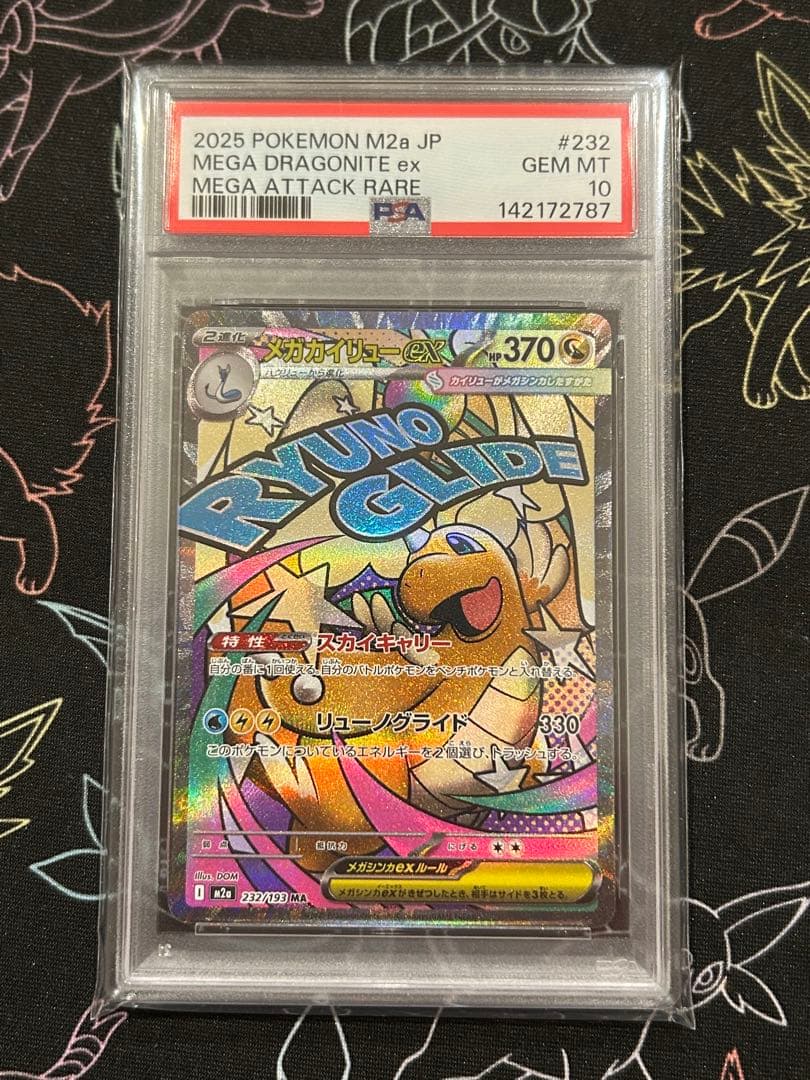 2025 POKEMON M2a JP #232
MEGA DRAGONITE ex GEM MT
MEGA ATTACK RARE 10
PSA 142172787
2進化 メガカイリューex HP 370
ハクリューから進化 カイリューがメガシンカしたすがた
RYUNO
GLIDE
特性 スカイキャリー
自分の番に1回使える。自分のバトルポケモンをベンチポケモンと入れ替える。
リューノグライド 330
このポケモンについているエネルギーを2個選び、トラッシュする。
弱点 抵抗力 にげる
Illus. DOM メガシンカexルール
I M2a 232/193 MA メガシンカexがきぜつしたとき、相手はサイドを3枚とる。